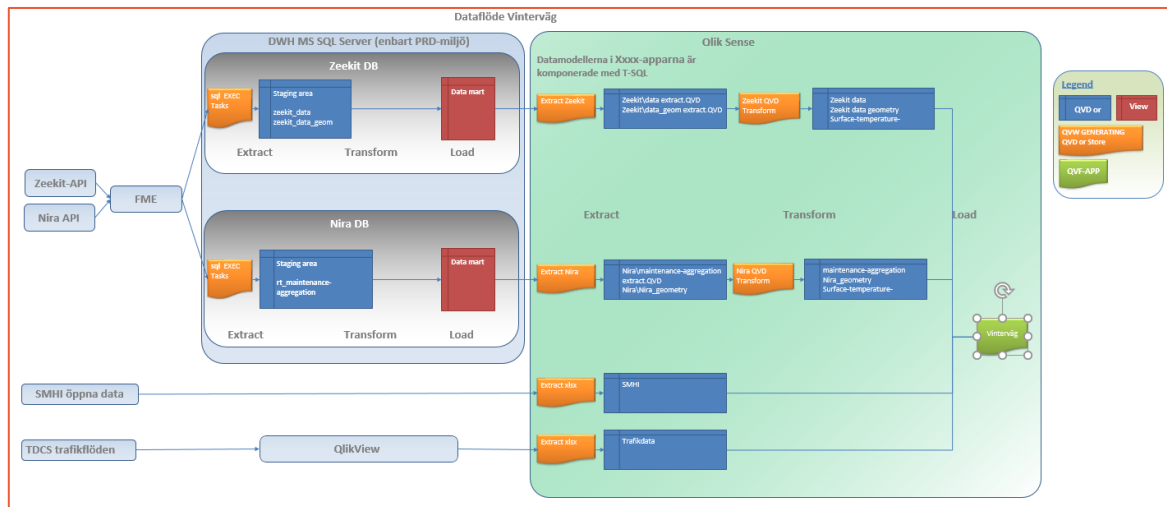 Dataflöde Vinterväg
DWH MS SQL Server (enbart PRD-miljö)
Zeekit DB
sql EXEC
Tasks
Staging area
zeekit_data
zeekit_data_geom
Data mart
Extract
Transform
Load
Zeekit-API
Nira API
FME
Nira DB
sql EXEC
Tasks
Staging area
rt_maintenance-
aggregation
Data mart
Extract
Transform
Load
SMHI öppna data
TDCS trafikflöden
QlikView
Qlik Sense
Datamodellerna i Xxxx-apparna är
komponerade med T-SQL
Extract Zeekit
Zeekit\data extract.QVD
Zeekit\data_geom extract.QVD
Zeekit QVD
Transform
Zeekit data
Zeekit data geometry
Surface-temperature-
Extract
Transform
Load
Extract Nira
Nira\maintenance-aggregation
extract.QVD
Nira\Nira_geometry
Nira QVD
Transform
maintenance-aggregation
Nira_geometry
Surface-temperature-
Vinterväg
Extract xlsx
SMHI
Extract xlsx
Trafikdata
Legend
QVD or
View
QVW GENERATING
QVD or Store
QVF-APP